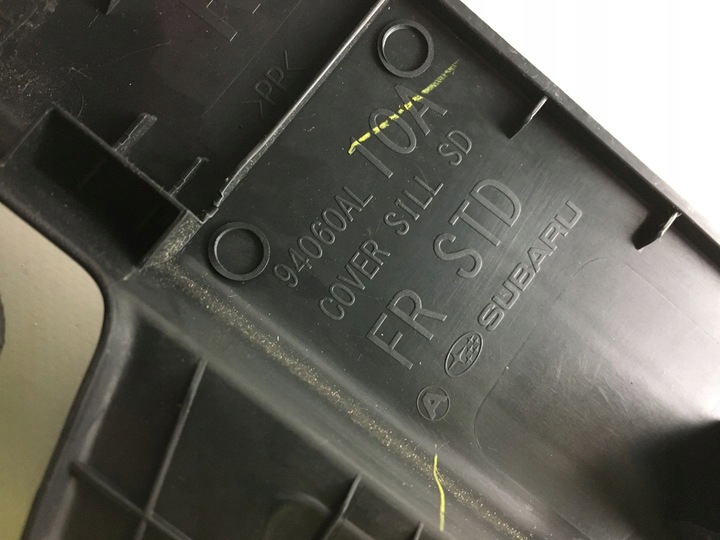 >PP<
94060AL 10A
COVER SILL SD
FR STD
A SUBARU